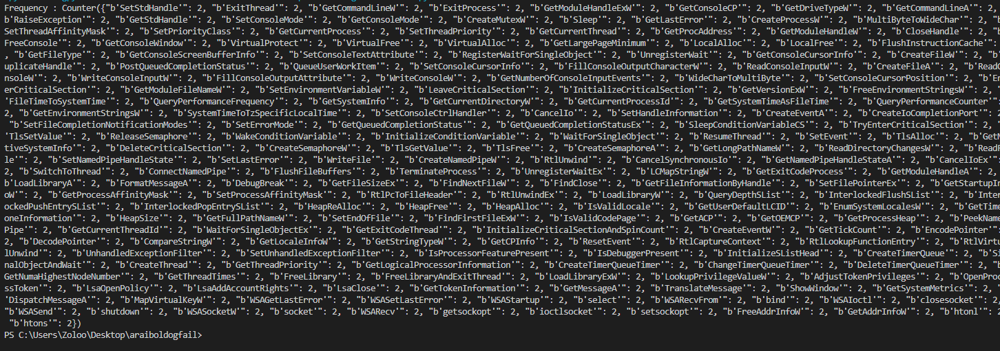 Frequency : Counter({"b'SetStdHandle'": 2, "b'ExitThread'": 2, "b'GetCommandLineW'": 2, "b'ExitProcess'": 2, "b'GetModuleHandleExW'": 2, "b'GetConsoleCP'": 2, "b'GetDriveTypeW'": 2, "b'GetCommandLineA'": 2,
b'RaiseException'": 2, "b'GetStdHandle'": 2, "b'SetConsoleMode'": 2, "b'GetConsoleMode'": 2, "b'CreateMutexW'": 2, "b'Sleep'": 2, "b'GetLastError'": 2, "b'CreateProcessW'": 2, "b'MultiByteToWideChar'": 2, "b
SetThreadAffinityMask'": 2, "b'SetPriorityClass'": 2, "b'GetCurrentProcess'": 2, "b'SetThreadPriority'": 2, "b'GetCurrentThread'": 2, "b'GetProcAddress'": 2, "b'GetModuleHandleW'": 2, "b'CloseHandle'": 2, "b'
FreeConsole'": 2, "b'GetConsoleWindow'": 2, "b'VirtualProtect'": 2, "b'VirtualFree'": 2, "b'VirtualAlloc'": 2, "b'GetLargePageMinimum'": 2, "b'LocalAlloc'": 2, "b'LocalFree'": 2, "b'FlushInstructionCache'": 2
, "b'GetFileType'": 2, "b'GetConsoleScreenBufferInfo'": 2, "b'SetConsoleTextAttribute'": 2, "b'RegisterWaitForSingleObject'": 2, "b'UnregisterWait'": 2, "b'GetConsoleCursorInfo'": 2, "b'CreateFileW'": 2, "b'
uplicateHandle'": 2, "b'PostQueuedCompletionStatus'": 2, "b'QueueUserWorkItem'": 2, "b'SetConsoleCursorInfo'": 2, "b'FillConsoleOutputCharacterW'": 2, "b'ReadConsoleInputW'": 2, "b'CreateFileA'": 2, "b'ReadC
nsoleW'": 2, "b'WriteConsoleInputW'": 2, "b'FillConsoleOutputAttribute'": 2, "b'WriteConsoleW'": 2, "b'GetNumberOfConsoleInputEvents'": 2, "b'WideCharToMultiByte'": 2, "b'SetConsoleCursorPosition'": 2, "b'En
erCriticalSection'": 2, "b'GetModuleFileNameW'": 2, "b'SetEnvironmentVariableW'": 2, "b'LeaveCriticalSection'": 2, "b'InitializeCriticalSection'": 2, "b'GetVersionExW'": 2, "b'FreeEnvironmentStringsW'": 2,
'FileTimeToSystemTime'": 2, "b'QueryPerformanceFrequency'": 2, "b'GetSystemInfo'": 2, "b'GetCurrentDirectoryW'": 2, "b'GetCurrentProcessId'": 2, "b'GetSystemTimeAsFileTime'": 2, "b'QueryPerformanceCounter'":
2, "b'GetEnvironmentStringsW'": 2, "b'SystemTimeToTzSpecificLocalTime'": 2, "b'SetConsoleCtrlHandler'": 2, "b'CancelIo'": 2, "b'SetHandleInformation'": 2, "b'CreateEventA'": 2, "b'CreateIoCompletionPort'": 2,
"b'SetFileCompletionNotificationModes'": 2, "b'SetErrorMode'": 2, "b'GetQueuedCompletionStatus'": 2, "b'GetQueuedCompletionStatusEx'": 2, "b'SleepConditionVariableCS'": 2, "b'TryEnterCriticalSection'": 2, "b
'TlsSetValue'": 2, "b'ReleaseSemaphore'": 2, "b'WakeConditionVariable'": 2, "b'InitializeConditionVariable'": 2, "b'WaitForSingleObject'": 2, "b'ResumeThread'": 2, "b'SetEvent'": 2, "b'TlsAlloc'": 2, "b'GetN
tiveSystemInfo'": 2, "b'DeleteCriticalSection'": 2, "b'CreateSemaphoreW'": 2, "b'TlsGetValue'": 2, "b'TlsFree'": 2, "b'CreateSemaphoreA'": 2, "b'GetLongPathNameW'": 2, "b'ReadDirectoryChangesW'": 2, "b'Read
le'": 2, "b'SetNamedPipeHandleState'": 2, "b'SetLastError'": 2, "b'WriteFile'": 2, "b'CreateNamedPipeW'": 2, "b'RtlUnwind'": 2, "b'CancelSynchronousIo'": 2, "b'GetNamedPipeHandleStateA'": 2, "b'CancelIoEx'":
2, "b'SwitchToThread'": 2, "b'ConnectNamedPipe'": 2, "b'FlushFileBuffers'": 2, "b'TerminateProcess'": 2, "b'UnregisterWaitEx'": 2, "b'LCMapStringW'": 2, "b'GetExitCodeProcess'": 2, "b'GetModuleHandleA'": 2,
b'LoadLibraryA'": 2, "b'FormatMessageA'": 2, "b'DebugBreak'": 2, "b'GetFileSizeEx'": 2, "b'FindNextFileW'": 2, "b'FindClose'": 2, "b'GetFileInformationByHandle'": 2, "b'SetFilePointerEx'": 2, "b'GetStartupIn
oW'": 2, "b'GetProcessAffinityMask'": 2, "b'SetProcessAffinityMask'": 2, "b'RtlPcToFileHeader'": 2, "b'RtlUnwindEx'": 2, "b'LoadLibraryW'": 2, "b'QueryDepthSList'": 2, "b'InterlockedFlushSList'": 2, "b'Inter
ockedPushEntrySList'": 2, "b'InterlockedPopEntrySList'": 2, "b'HeapReAlloc'": 2, "b'HeapFree'": 2, "b'HeapAlloc'": 2, "b'IsValidLocale'": 2, "b'GetUserDefaultLCID'": 2, "b'EnumSystemLocalesW'": 2, "b'GetTime
oneInformation'": 2, "b'HeapSize'": 2, "b'GetFullPathNameW'": 2, "b'SetEndOfFile'": 2, "b'FindFirstFileExW'": 2, "b'IsValidCodePage'": 2, "b'GetACP'": 2, "b'GetOEMCP'": 2, "b'GetProcessHeap'": 2, "b'PeekName
Pipe'": 2, "b'GetCurrentThreadId'": 2, "b'WaitForSingleObjectEx'": 2, "b'GetExitCodeThread'": 2, "b'InitializeCriticalSectionAndSpinCount'": 2, "b'CreateEventW'": 2, "b'GetTickCount'": 2, "b'EncodePointer'":
2, "b'DecodePointer'": 2, "b'CompareStringW'": 2, "b'GetLocaleInfoW'": 2, "b'GetStringTypeW'": 2, "b'GetCPInfo'": 2, "b'ResetEvent'": 2, "b'RtlCaptureContext'": 2, "b'RtlLookupFunctionEntry'": 2, "b'RtlVirtu
lUnwind'": 2, "b'UnhandledExceptionFilter'": 2, "b'SetUnhandledExceptionFilter'": 2, "b'IsProcessorFeaturePresent'": 2, "b'IsDebuggerPresent'": 2, "b'InitializeSListHead'": 2, "b'CreateTimerQueue'": 2, "b'Si
nalObjectAndWait'": 2, "b'CreateThread'": 2, "b'GetThreadPriority'": 2, "b'GetLogicalProcessorInformation'": 2, "b'CreateTimerQueueTimer'": 2, "b'ChangeTimerQueueTimer'": 2, "b'DeleteTimerQueueTimer'": 2, "b
GetNumaHighestNodeNumber'": 2, "b'GetThreadTimes'": 2, "b'FreeLibrary'": 2, "b'FreeLibraryAndExitThread'": 2, "b'LoadLibraryExW'": 2, "b'LookupPrivilegeValueW'": 2, "b'AdjustTokenPrivileges'": 2, "b'OpenProc
ssToken'": 2, "b'LsaOpenPolicy'": 2, "b'LsaAddAccountRights'": 2, "b'LsaClose'": 2, "b'GetTokenInformation'": 2, "b'GetMessageA'": 2, "b'TranslateMessage'": 2, "b'ShowWindow'": 2, "b'GetSystemMetrics'": 2,
'DispatchMessageA'": 2, "b'MapVirtualKeyW'": 2, "b'WSAGetLastError'": 2, "b'WSASetLastError'": 2, "b'WSAStartup'": 2, "b'select'": 2, "b'WSARecvFrom'": 2, "b'bind'": 2, "b'WSAIoctl'": 2, "b'closesocket'": 2,
"b'WSASend'": 2, "b'shutdown'": 2, "b'WSASocketW'": 2, "b'socket'": 2, "b'WSARecv'": 2, "b'getsockopt'": 2, "b'ioctlsocket'": 2, "b'setsockopt'": 2, "b'FreeAddrInfoW'": 2, "b'GetAddrInfoW'": 2, "b'htonl'": 2
"b'htons'": 2})
PS C:\Users\Zoloo\Desktop\araiboldogfail>